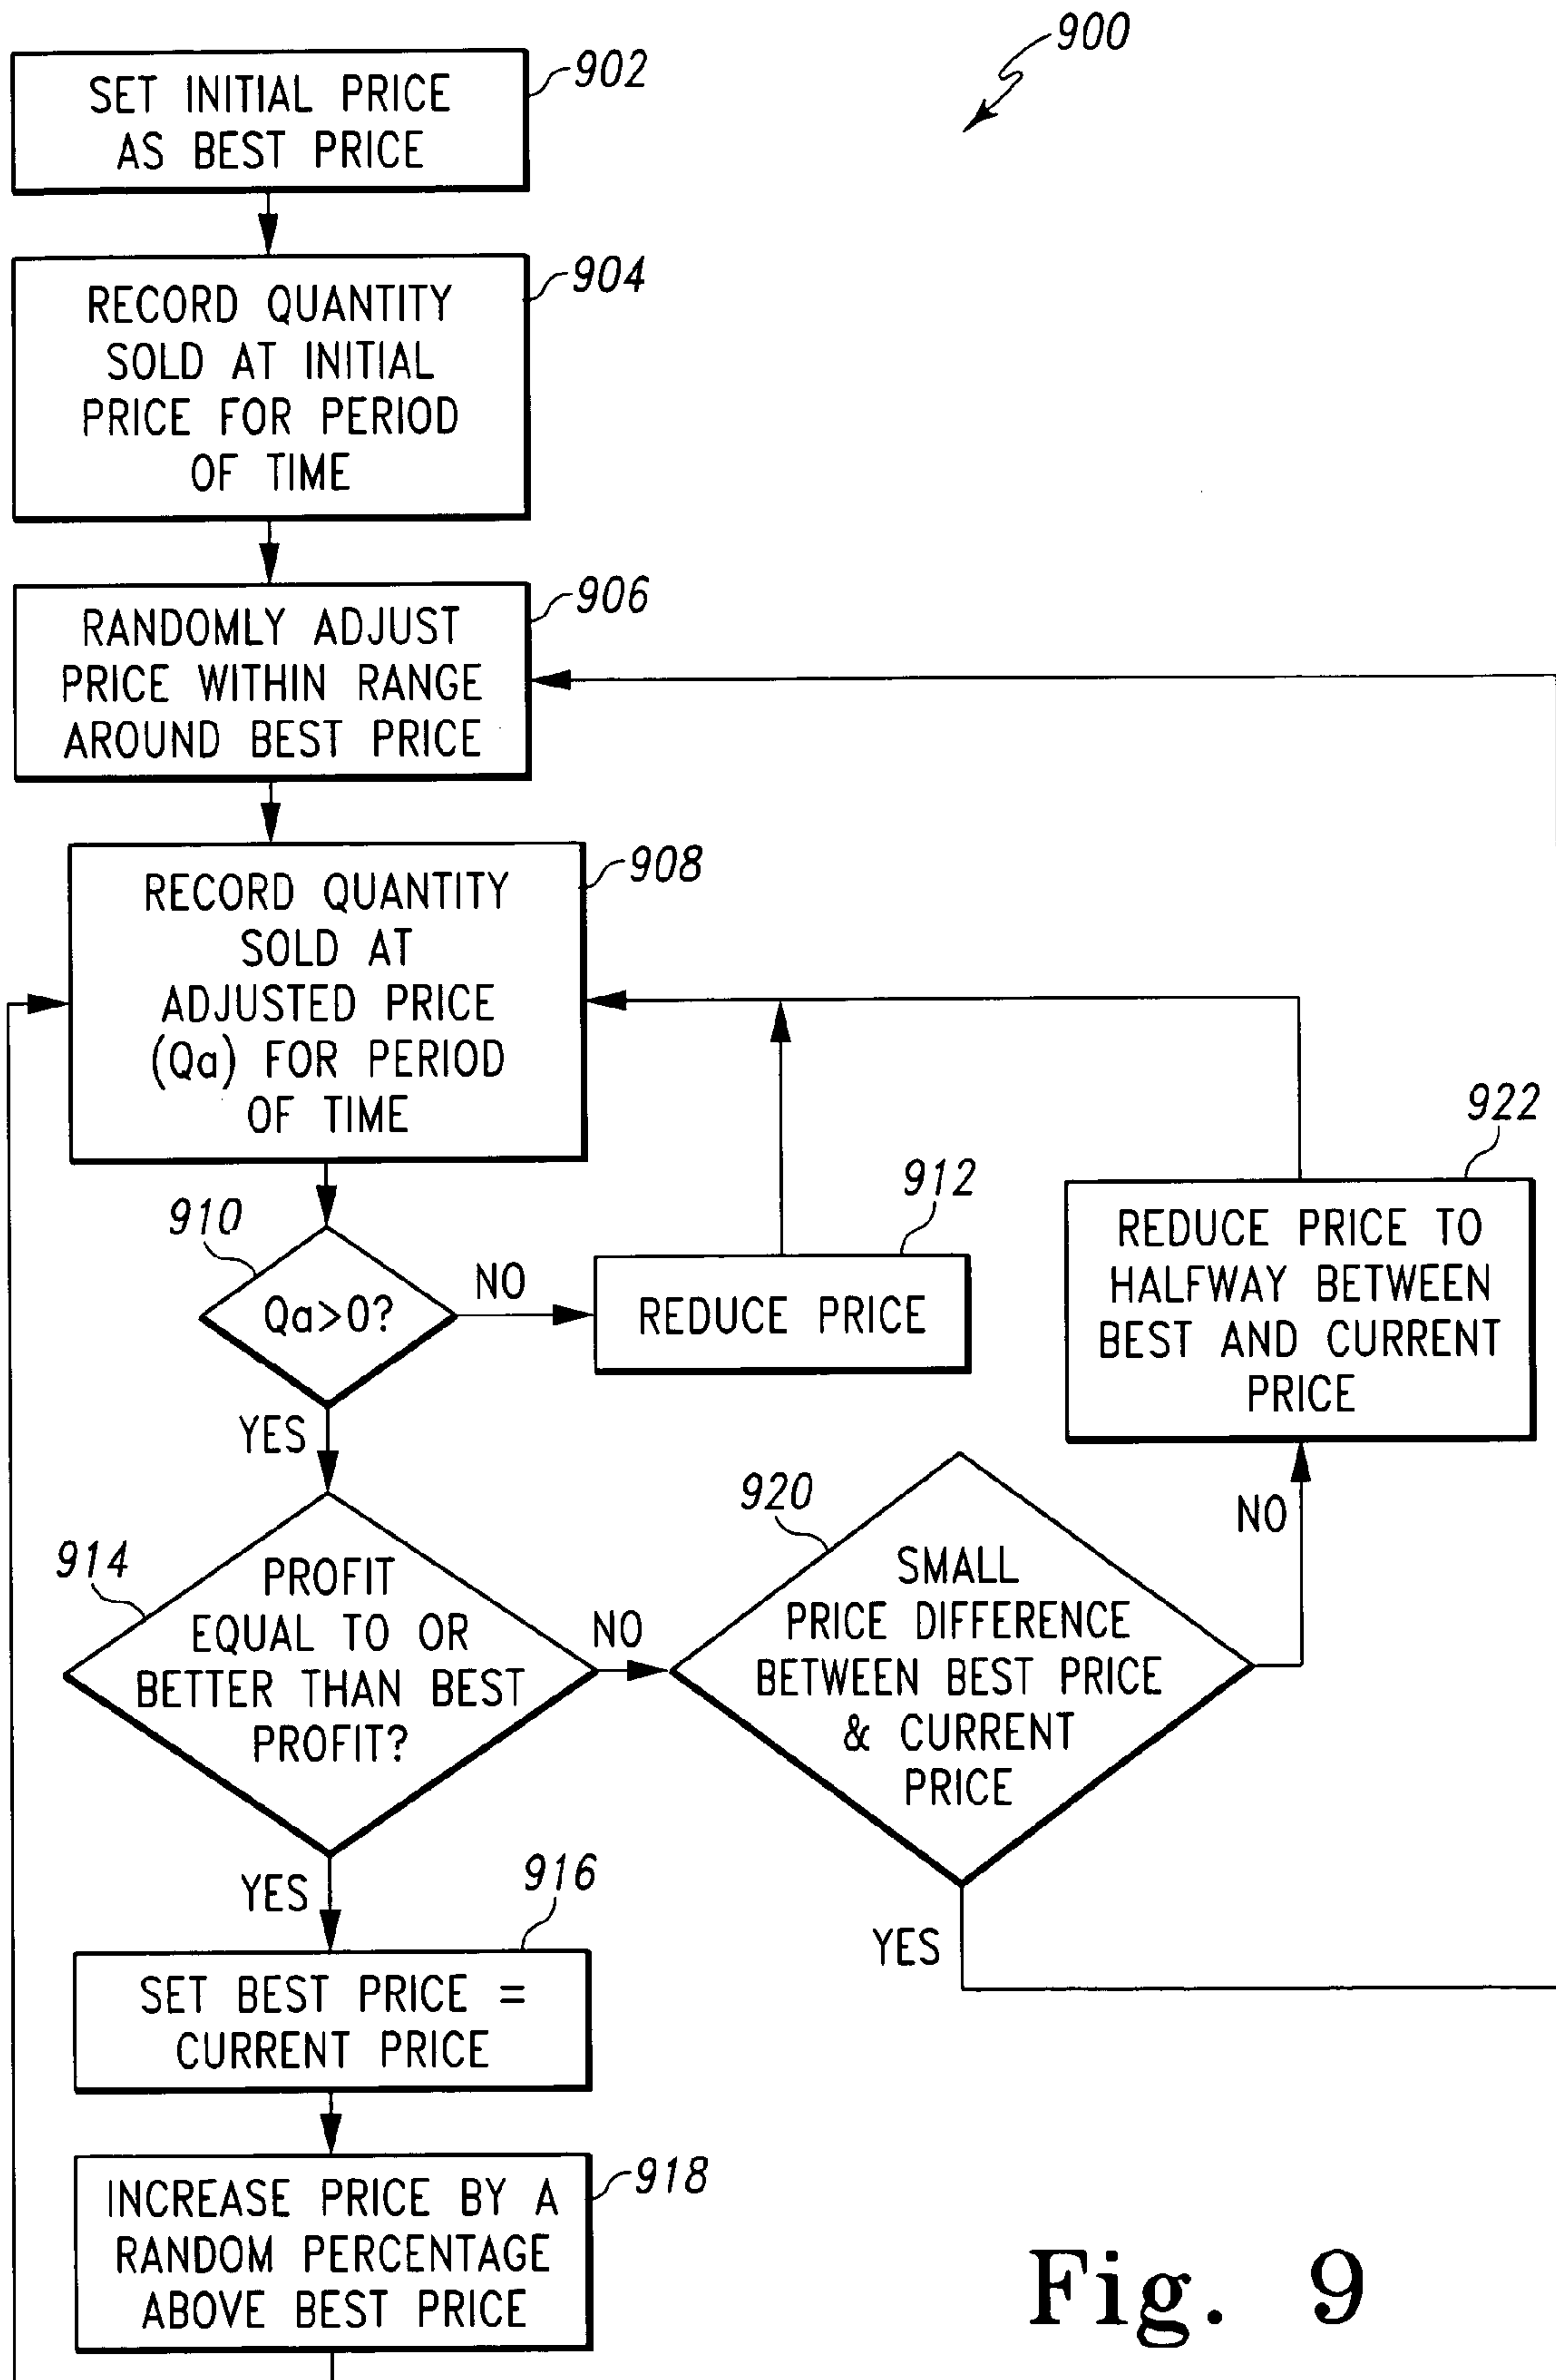 900
902
SET INITIAL PRICE
AS BEST PRICE
904
RECORD QUANTITY
SOLD AT INITIAL
PRICE FOR PERIOD
OF TIME
906
RANDOMLY ADJUST
PRICE WITHIN RANGE
AROUND BEST PRICE
908
RECORD QUANTITY
SOLD AT
ADJUSTED PRICE
(Qa) FOR PERIOD
OF TIME
910
Qa>0?
NO
912
REDUCE PRICE
922
REDUCE PRICE TO
HALFWAY BETWEEN
BEST AND CURRENT
PRICE
YES
914
PROFIT
EQUAL TO OR
BETTER THAN BEST
PROFIT?
NO
920
SMALL
PRICE DIFFERENCE
BETWEEN BEST PRICE
& CURRENT
PRICE
NO
YES
YES
916
SET BEST PRICE =
CURRENT PRICE
918
INCREASE PRICE BY A
RANDOM PERCENTAGE
ABOVE BEST PRICE
Fig. 9